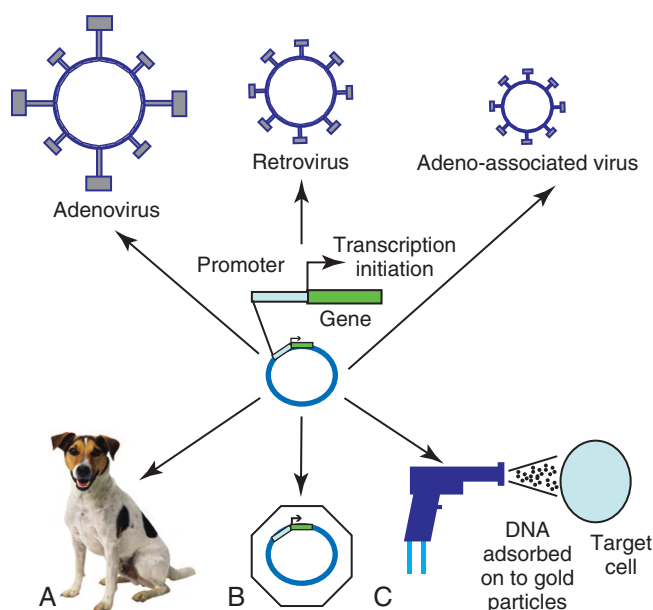 Adenovirus
Retrovirus
Adeno-associated virus
Promoter
Transcription
initiation
Gene
A
B
C
DNA
adsorbed
on to gold
particles
Target
cell